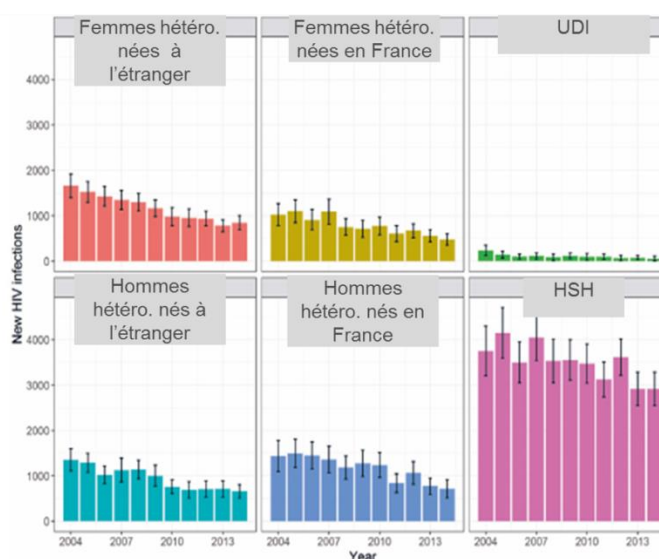 Femmes hétéro.
nées à
l'étranger
Femmes hétéro.
nées en France
UDI
4000
3000
2000
1000
0
New HIV infections
Hommes
hétéro. nés à
l'étranger
Hommes
hétéro. nés en
France
HSH
4000
3000
2000
1000
0
2004
2007
2010
2013
2004
2007
2010
2013
2004
2007
2010
2013
Year